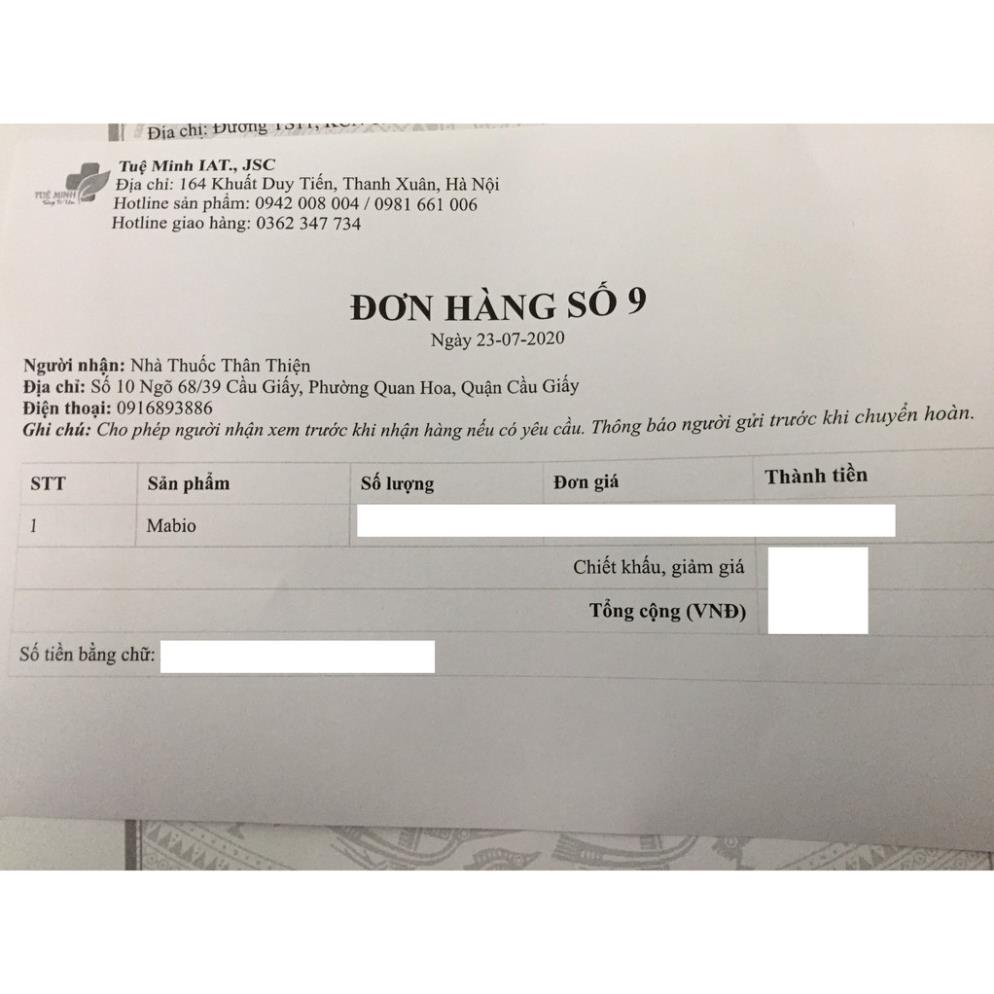 Địa chỉ: Đường
TUỆ MINH
Tuệ Minh IAT., JSC
Địa chỉ: 164 Khuất Duy Tiến, Thanh Xuân, Hà Nội
Hotline sản phẩm: 0942 008 004 / 0981 661 006
Hotline giao hàng: 0362 347 734
ĐƠN HÀNG SỐ 9
Ngày 23-07-2020
Người nhận: Nhà Thuốc Thân Thiện
Địa chỉ: Số 10 Ngõ 68/39 Cầu Giấy, Phường Quan Hoa, Quận Cầu Giấy
Điện thoại: 0916893886
Ghi chú: Cho phép người nhận xem trước khi nhận hàng nếu có yêu cầu. Thông báo người gửi trước khi chuyển hoàn.
STT Sản phẩm Số lượng Đơn giá Thành tiền
1 Mabio
Chiết khấu, giảm giá
Tổng cộng (VNĐ)
Số tiền bằng chữ: